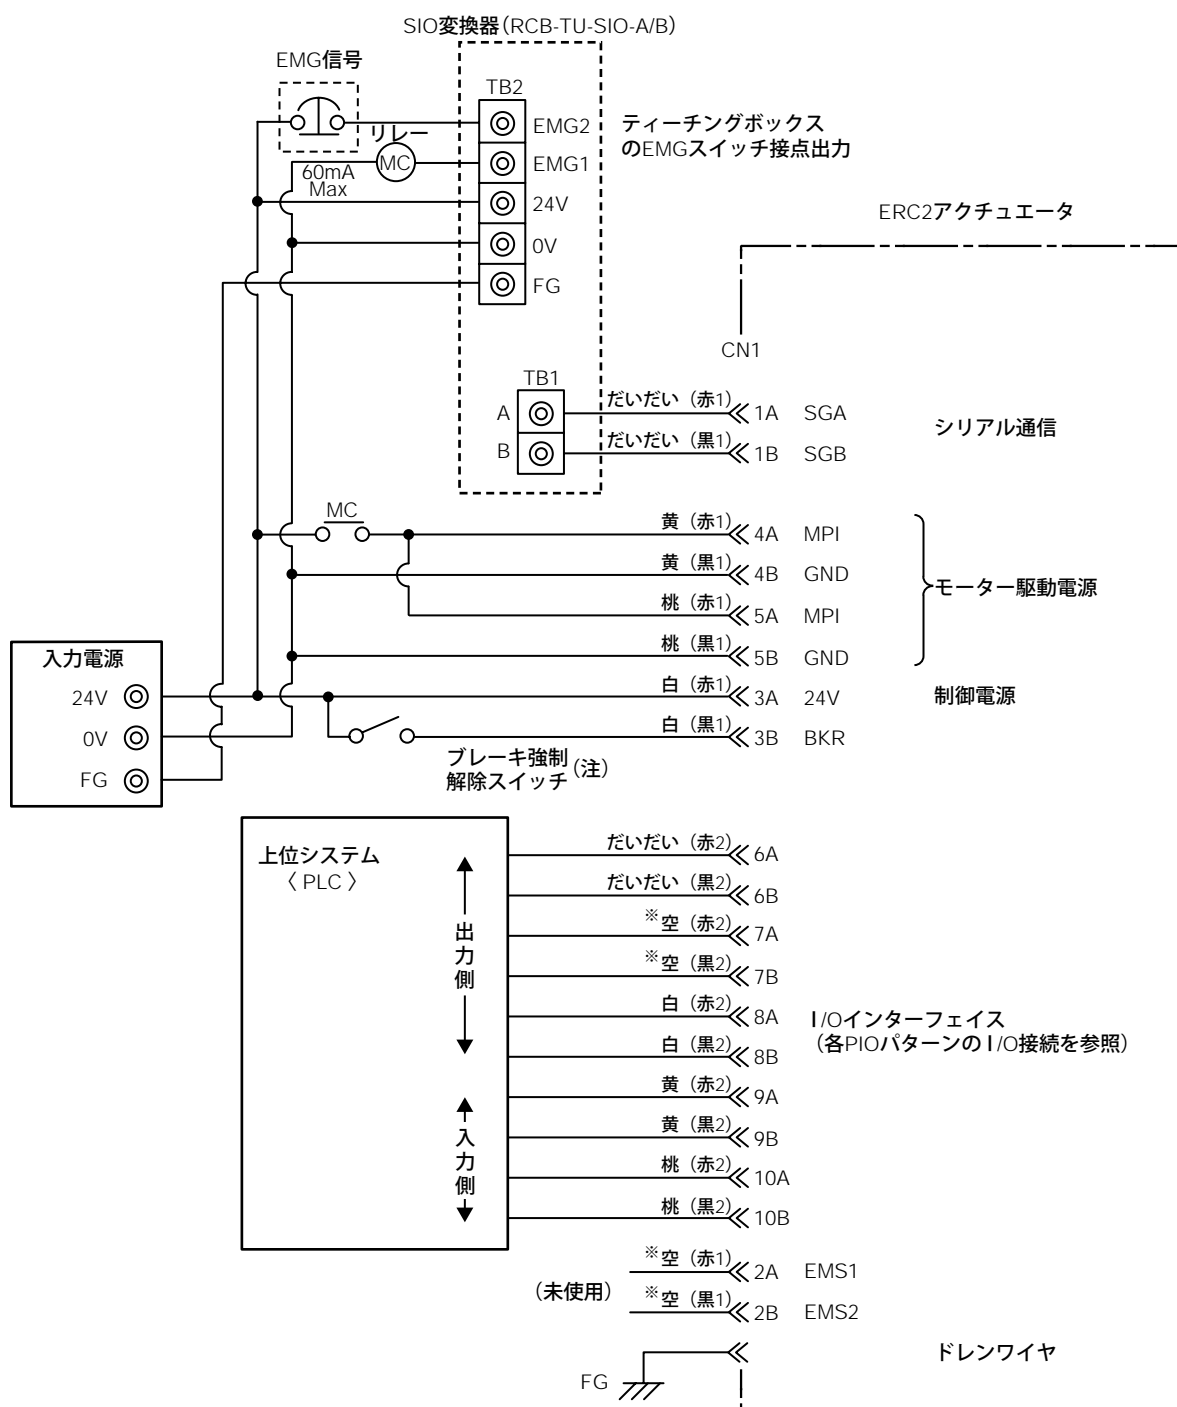 SIO変換器(RCB-TU-SIO-A/B)
EMG信号
TB2
リレー
EMG2
ティーチングボックス
のEMGスイッチ接点出力
MC
EMG1
60mA
Max
24V
ERC2アクチュエータ
0V
FG
CN1
TB1
A
だいだい（赤1）
1A
SGA
シリアル通信
B
だいだい（黒1）
1B
SGB
MC
黄（赤1）
4A
MPI
黄（黒1）
4B
GND
モーター駆動電源
桃（赤1）
5A
MPI
入力電源
桃（黒1）
5B
GND
24V
白（赤1）
3A
24V
制御電源
0V
白（黒1）
3B
BKR
ブレーキ強制
解除スイッチ(注)
FG
上位システム
〈 PLC 〉
出力側
入力側
だいだい（赤2）
6A
だいだい（黒2）
6B
※空（赤2）
7A
※空（黒2）
7B
白（赤2）
8A
I/Oインターフェイス
（各PIOパターンのI/O接続を参照）
白（黒2）
8B
黄（赤2）
9A
黄（黒2）
9B
桃（赤2）
10A
桃（黒2）
10B
（未使用）
※空（赤1）
2A
EMS1
※空（黒1）
2B
EMS2
ドレンワイヤ
FG